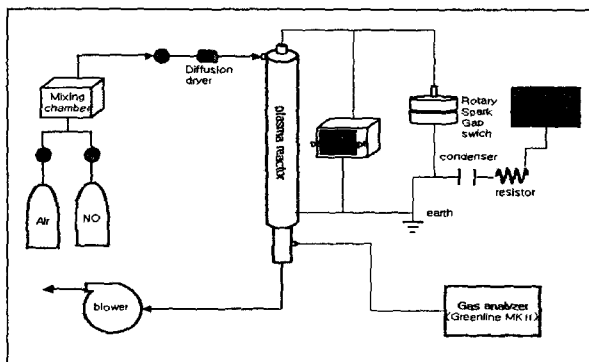 Mixing
chamber
Diffusion
dryer
Air
NO
plasma reactor
Rotary
Spark
Gap
swich
condenser
resistor
earth
blower
Gas analyzer
(Greenline MK II)